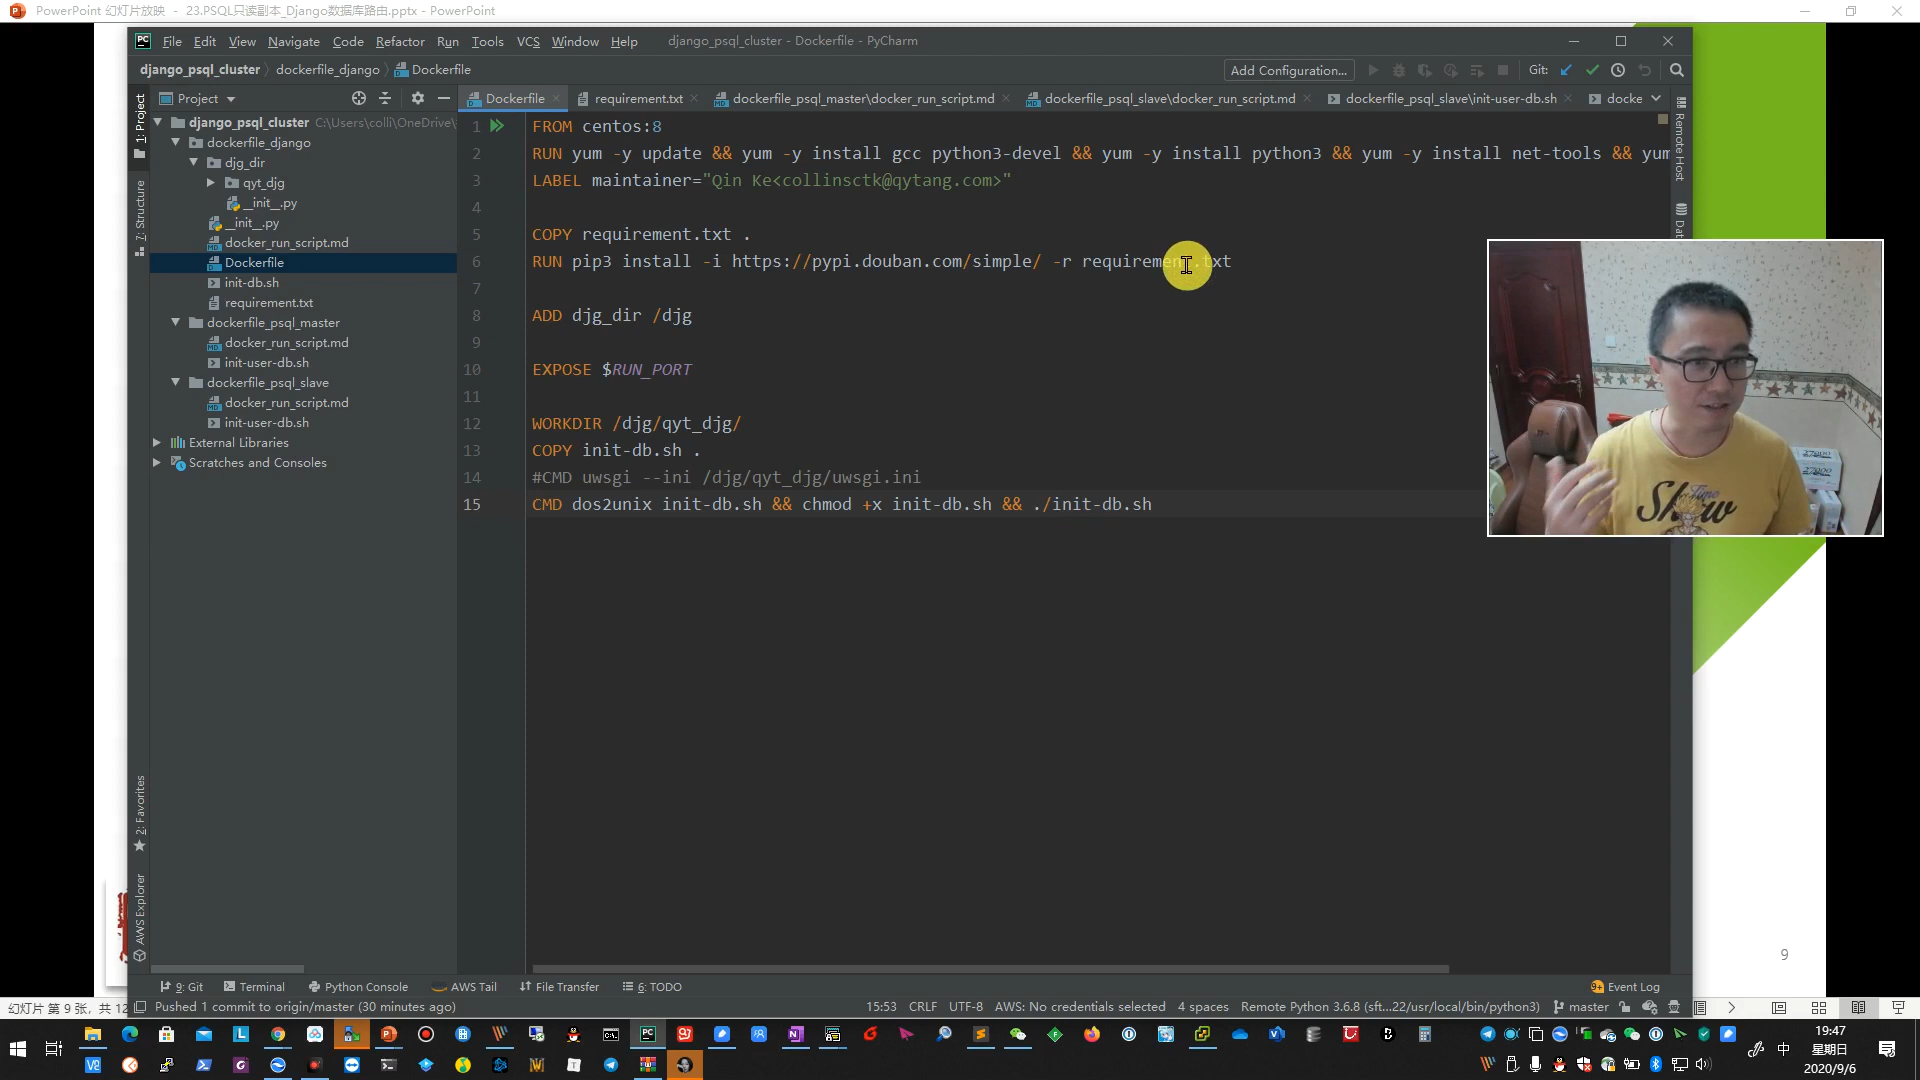 PowerPoint 幻灯片放映 - 23.PSQL只读副本_Django数据库路由.pptx - PowerPoint
File Edit View Navigate Code Refactor Run Tools VCS Window Help django_psql_cluster - Dockerfile - PyCharm
django_psql_cluster dockerfile_django Dockerfile
Add Configuration... Git:
Project
Dockerfile
requirement.txt
dockerfile_psql_master\docker_run_script.md
dockerfile_psql_slave\docker_run_script.md
dockerfile_psql_slave\init-user-db.sh
docke
1: Project
7: Structure
2: Favorites
AWS Explorer
Remote Host
django_psql_cluster C:\Users\colli\OneDrive\
dockerfile_django
djg_dir
qyt_djg
__init__.py
__init__.py
docker_run_script.md
Dockerfile
init-db.sh
requirement.txt
dockerfile_psql_master
docker_run_script.md
init-user-db.sh
dockerfile_psql_slave
docker_run_script.md
init-user-db.sh
External Libraries
Scratches and Consoles
1 FROM centos:8
2 RUN yum -y update && yum -y install gcc python3-devel && yum -y install python3 && yum -y install net-tools && yum
3 LABEL maintainer="Qin Ke<collinsctk@qytang.com>"
4
5 COPY requirement.txt .
6 RUN pip3 install -i https://pypi.douban.com/simple/ -r requirement.txt
7
8 ADD djg_dir /djg
9
10 EXPOSE $RUN_PORT
11
12 WORKDIR /djg/qyt_djg/
13 COPY init-db.sh .
14 #CMD uwsgi --ini /djg/qyt_djg/uwsgi.ini
15 CMD dos2unix init-db.sh && chmod +x init-db.sh && ./init-db.sh
Time
Show
9
9: Git Terminal Python Console AWS Tail File Transfer 6: TODO Event Log
Pushed 1 commit to origin/master (30 minutes ago)
15:53 CRLF UTF-8 AWS: No credentials selected 4 spaces Remote Python 3.6.8 (sft...22/usr/local/bin/python3) master
幻灯片 第 9 张，共 12
中
19:47
星期日
2020/9/6